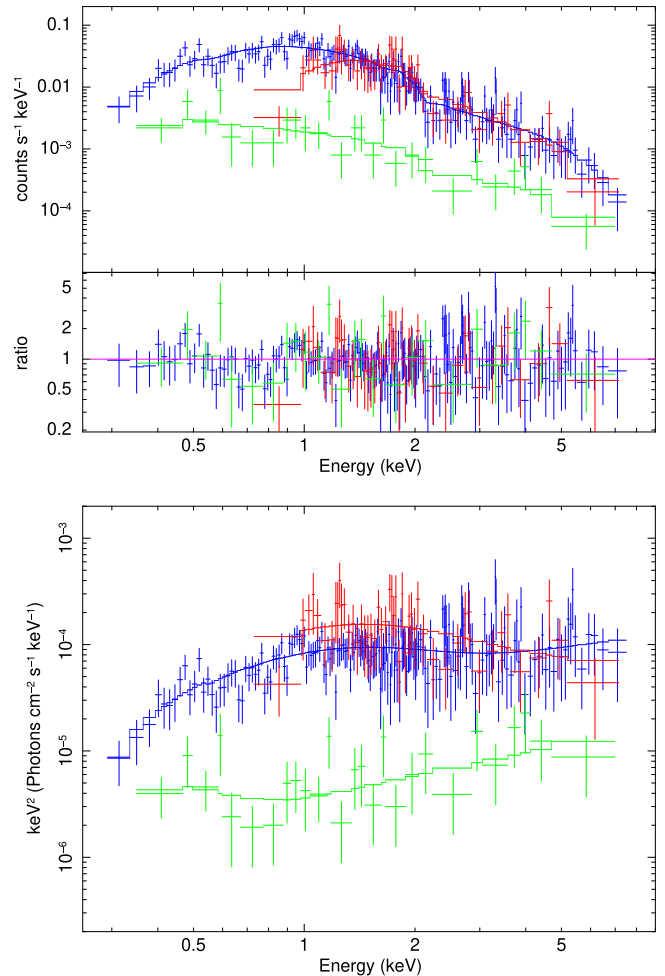 0.1
0.01
10⁻³
10⁻⁴
counts s⁻¹ keV⁻¹
5
2
1
0.5
0.2
ratio
0.5 1 2 5
Energy (keV)
10⁻³
10⁻⁴
10⁻⁵
10⁻⁶
keV² (Photons cm⁻² s⁻¹ keV⁻¹)
0.5 1 2 5
Energy (keV)